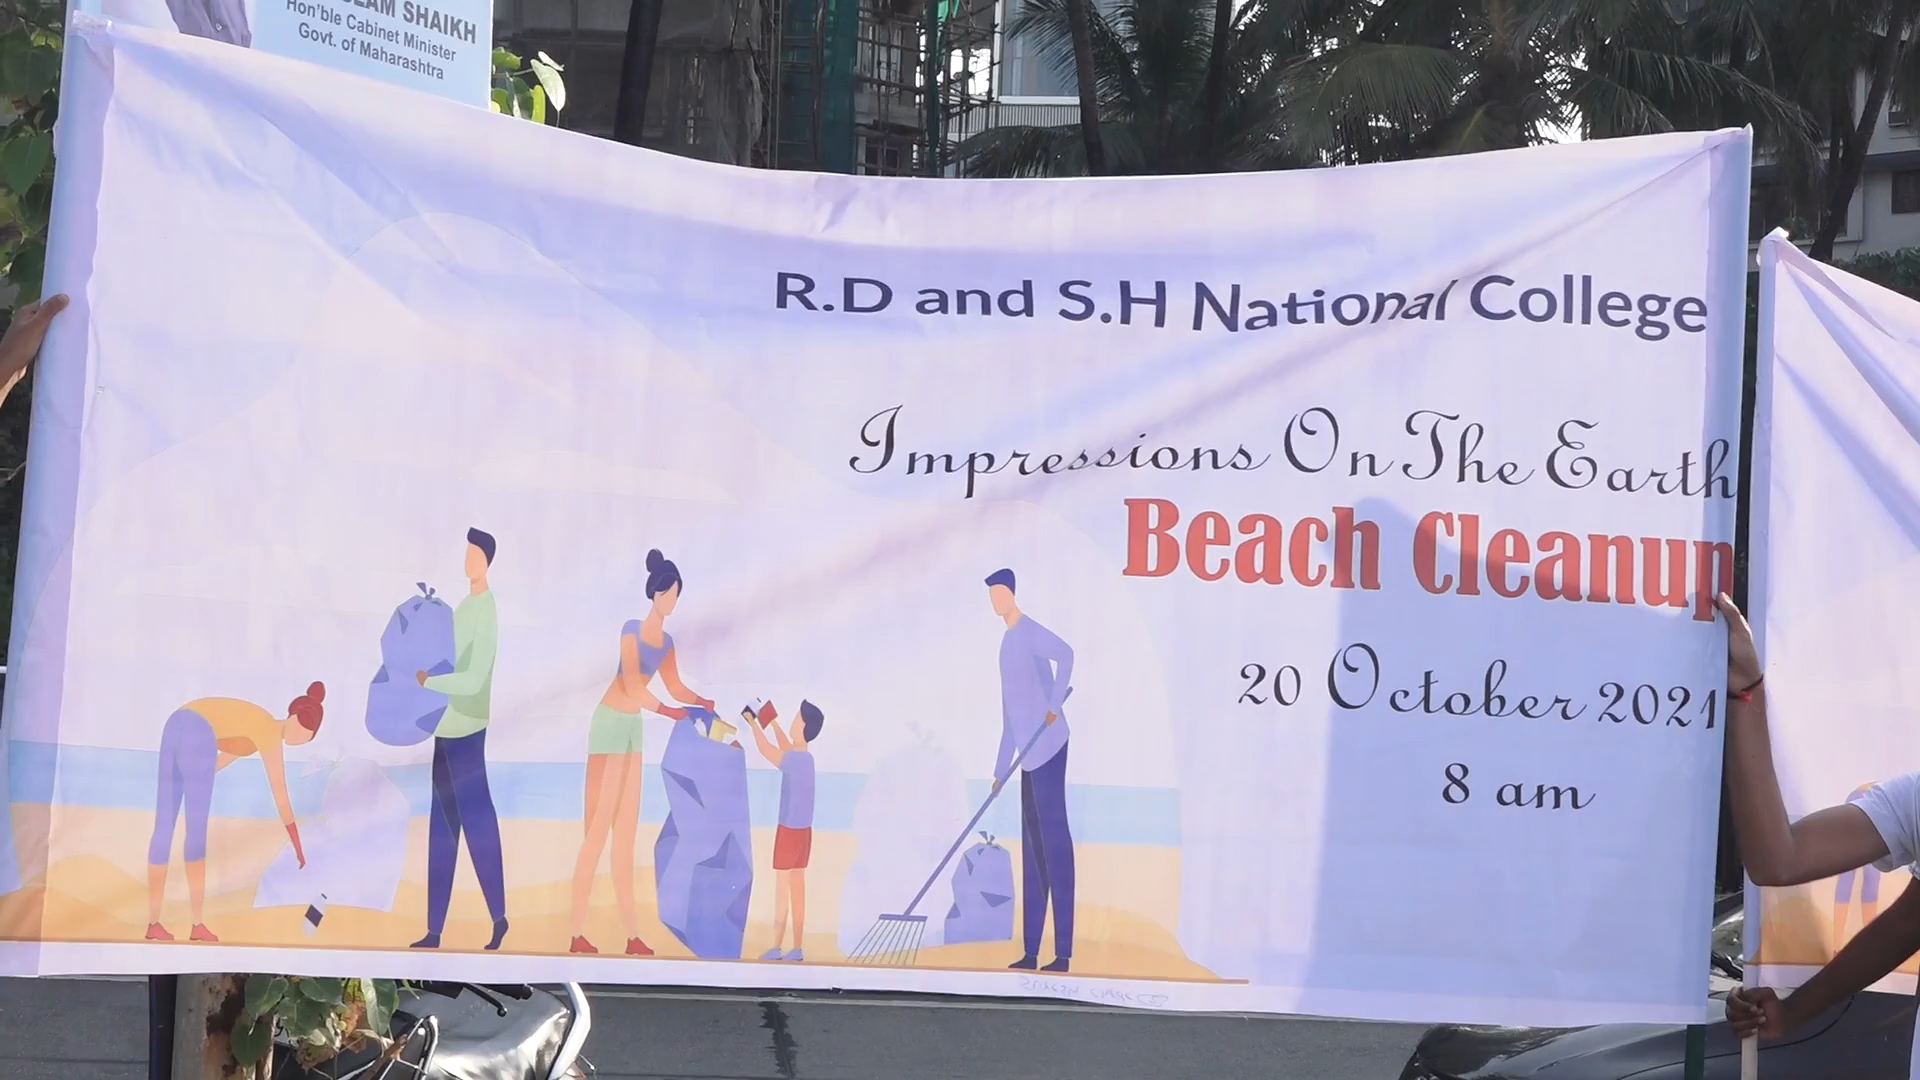 SHAIKH
Hon'ble Cabinet Minister
Govt. of Maharashtra
R.D and S.H National College
Impressions On The Earth
Beach Cleanup
20 October 2021
8 am